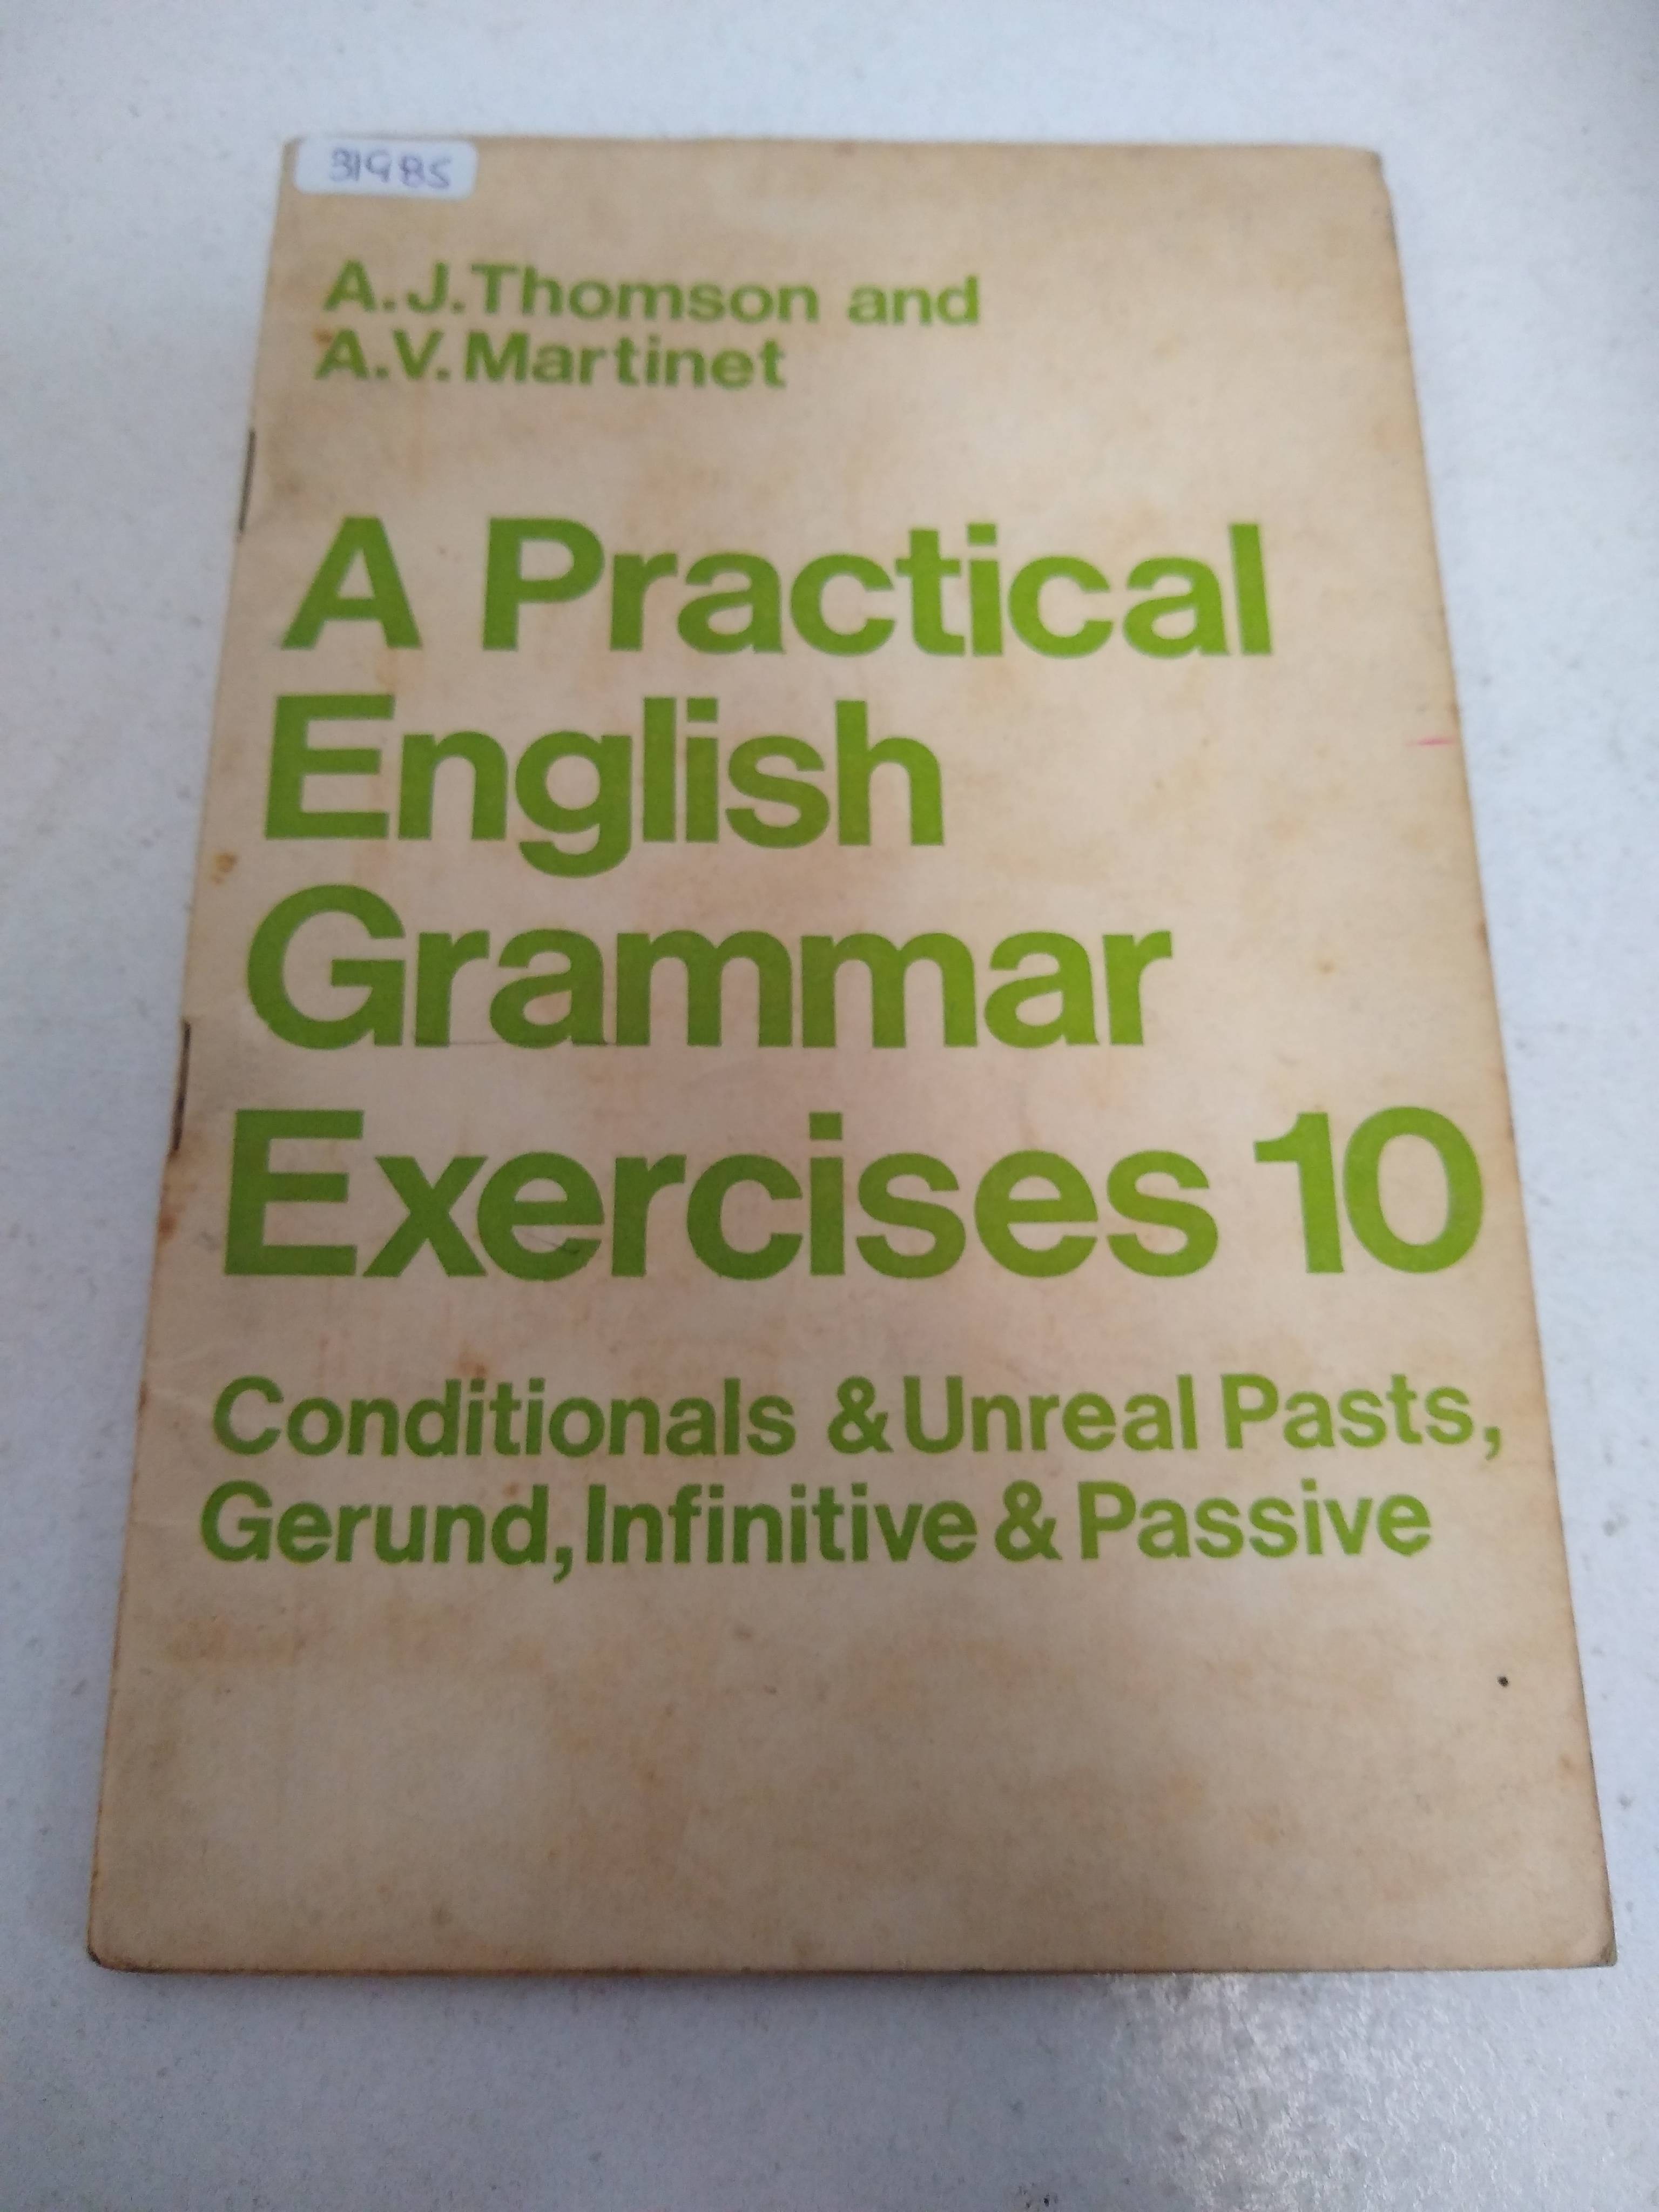 31985
A.J.Thomson and
A.V.Martinet
A Practical
English
Grammar
Exercises 10
Conditionals & Unreal Pasts,
Gerund, Infinitive & Passive